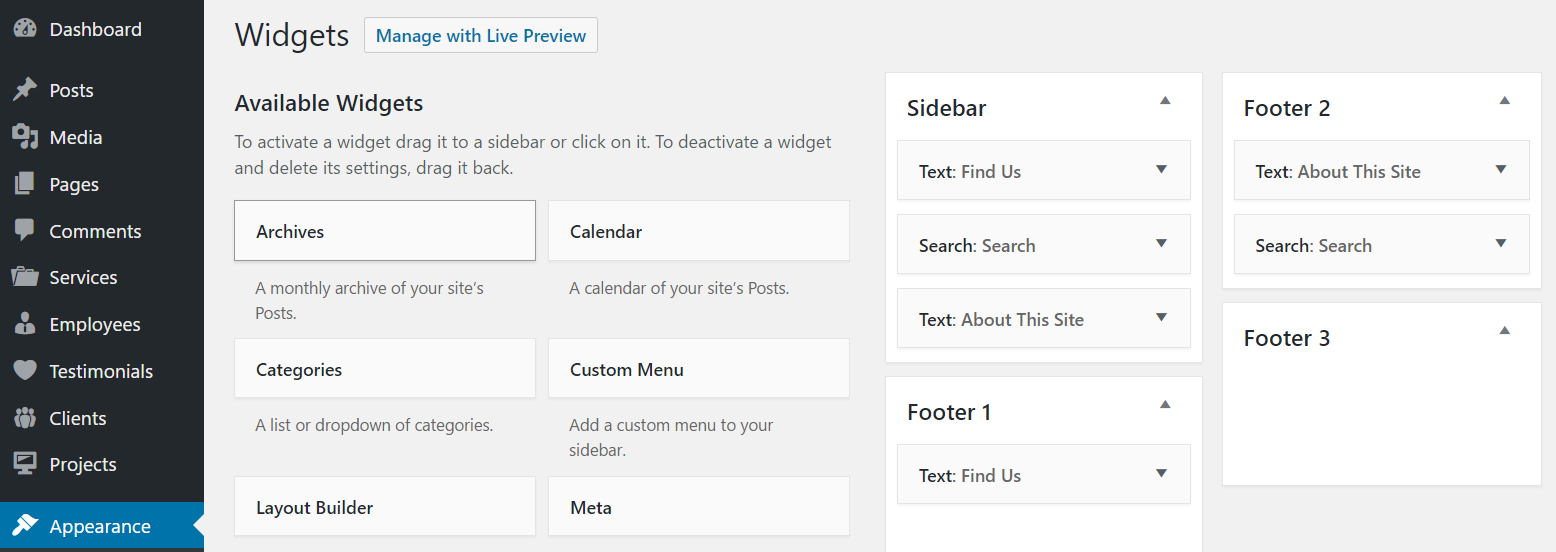 Dashboard
Posts
Media
Pages
Comments
Services
Employees
Testimonials
Clients
Projects
Appearance
Widgets
Manage with Live Preview
Available Widgets
To activate a widget drag it to a sidebar or click on it. To deactivate a widget
and delete its settings, drag it back.
Archives
A monthly archive of your site’s
Posts.
Calendar
A calendar of your site’s Posts.
Categories
A list or dropdown of categories.
Custom Menu
Add a custom menu to your
sidebar.
Layout Builder
Meta
Sidebar
Text: Find Us
Search: Search
Text: About This Site
Footer 1
Text: Find Us
Footer 2
Text: About This Site
Search: Search
Footer 3